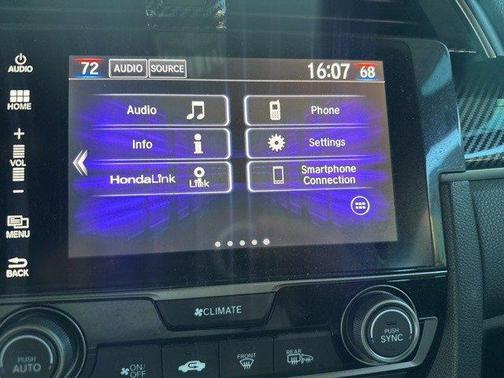 AUDIO
HOME
+
VOL
−
MENU
BACK
72 AUDIO SOURCE 16:07 68
Audio
Phone
Info
Settings
HondaLink
Link
Smartphone
Connection
CLIMATE
PUSH
AUTO
ON/
OFF
FRONT
REAR
PUSH
SYNC